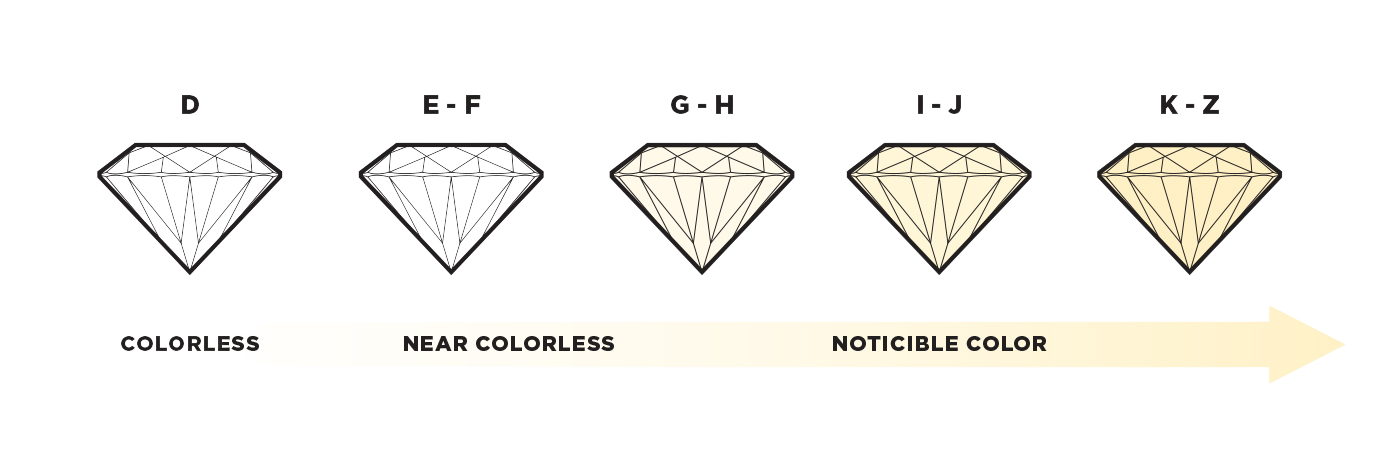 D
E - F
G - H
I - J
K - Z
COLORLESS
NEAR COLORLESS
NOTICIBLE COLOR